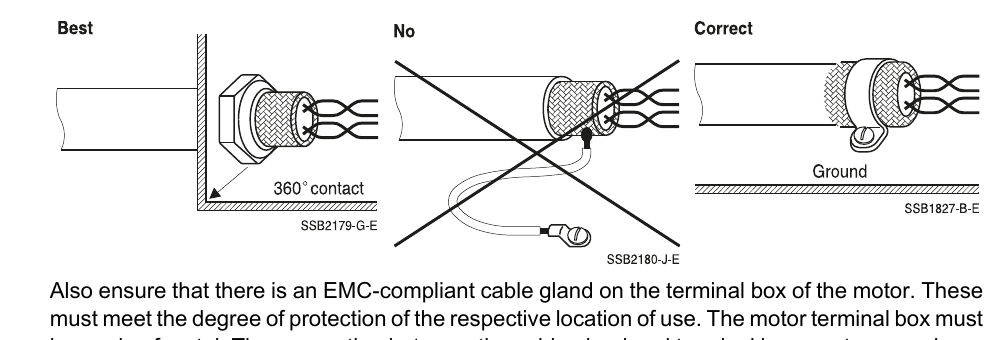 Best
No
Correct
360° contact
Ground
SSB2179-G-E
SSB2180-J-E
SSB1827-B-E
Also ensure that there is an EMC-compliant cable gland on the terminal box of the motor. These
must meet the degree of protection of the respective location of use. The motor terminal box must